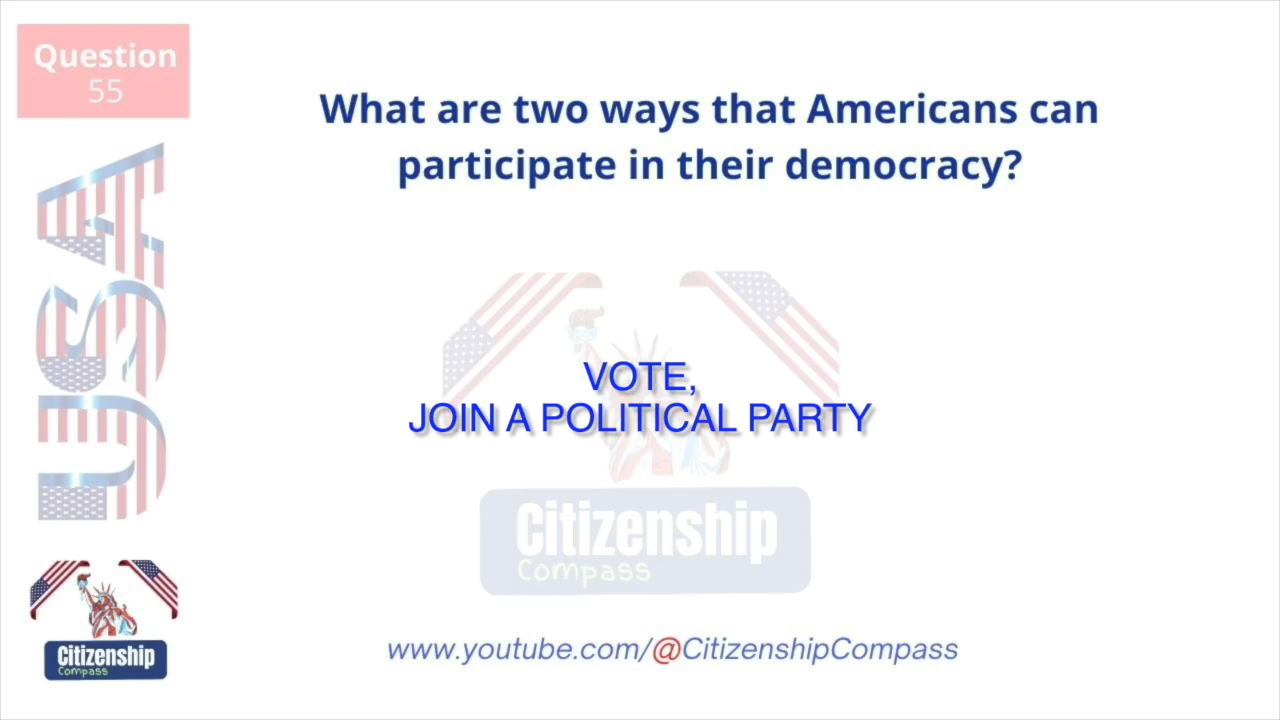 Question
55
What are two ways that Americans can
participate in their democracy?
VOTE,
JOIN A POLITICAL PARTY
USA
Citizenship
Compass
Citizenship
Compass
www.youtube.com/@CitizenshipCompass